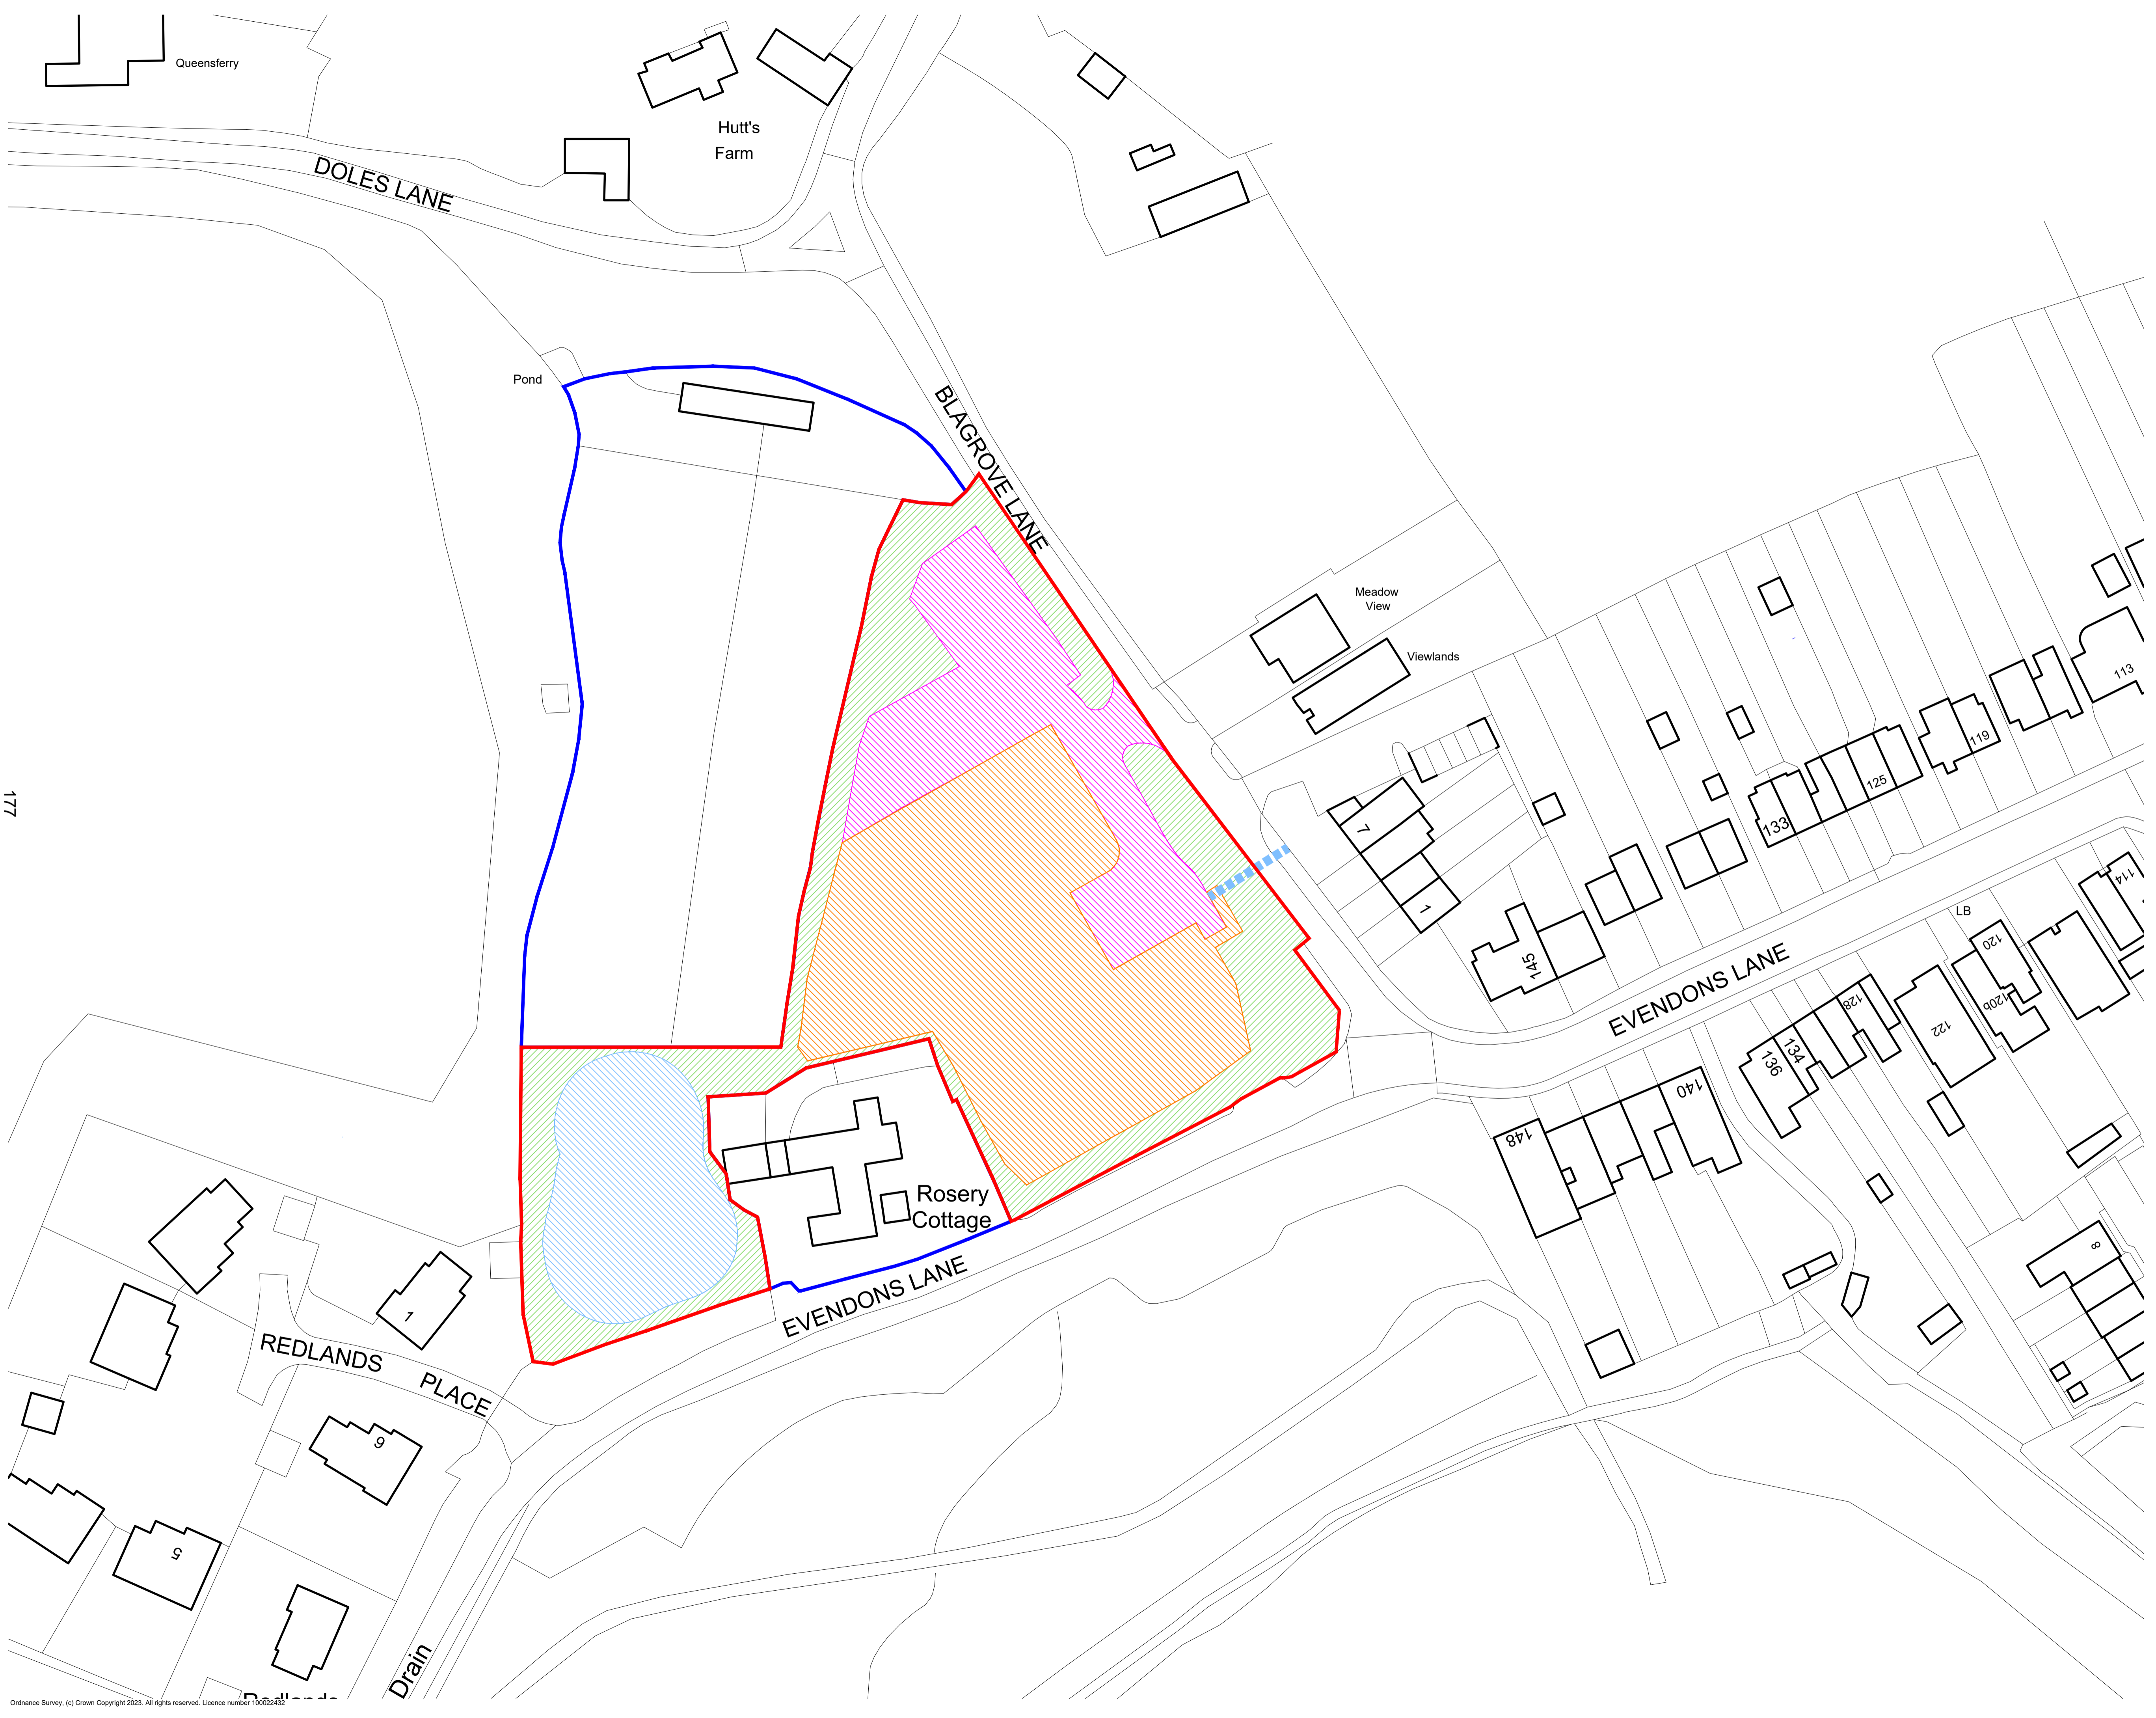 Queensferry
Hutt's
Farm
DOLES LANE
Pond
BLAGROVE LANE
Meadow
View
Viewlands
113
119
125
133
177
7
1
145
LB
114
120
120b
EVENDONS LANE
128
122
134
136
140
148
Rosery
Cottage
8
EVENDONS LANE
1
REDLANDS
PLACE
6
5
Drain
Redlands
Ordnance Survey, (c) Crown Copyright 2023. All rights reserved. Licence number 100022432